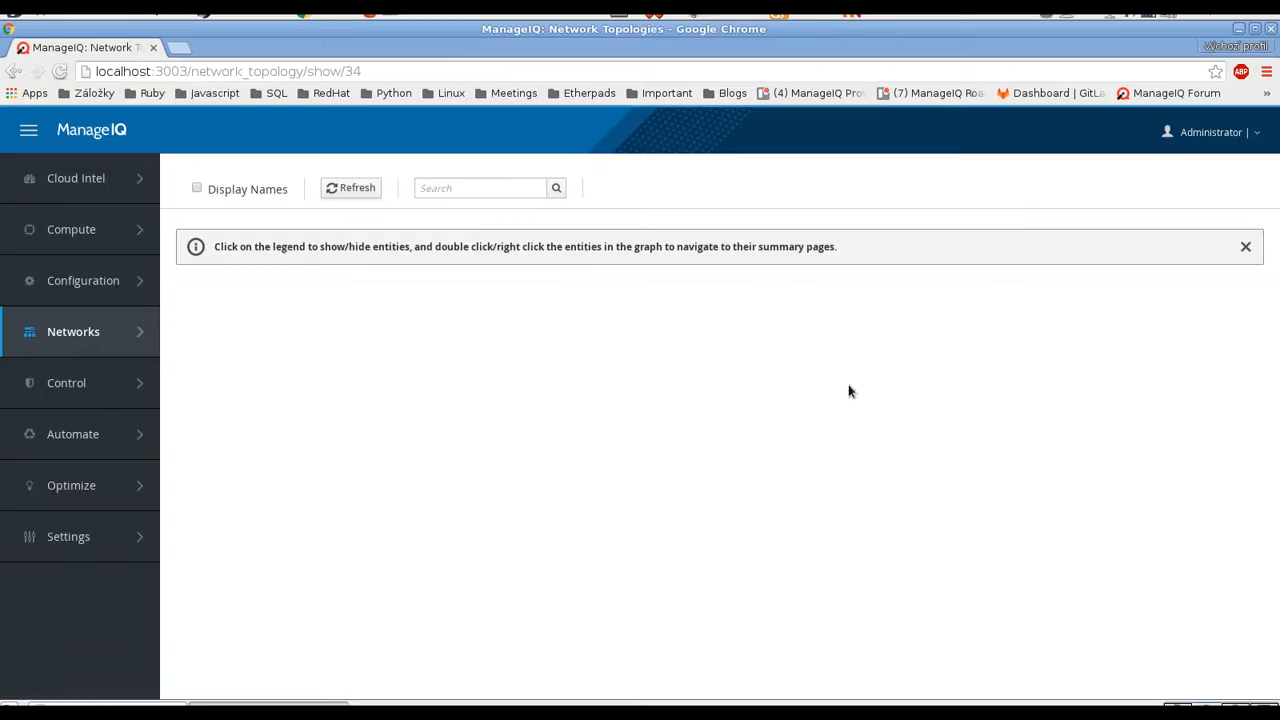 ManageIQ: Network Topologies - Google Chrome
ManageIQ: Network T
Výchozí profil
localhost:3003/network_topology/show/34
ABP
Apps Záložky Ruby Javascript SQL RedHat Python Linux Meetings Etherpads Important Blogs (4) ManageIQ Pro (7) ManageIQ Roa Dashboard | GitLa ManageIQ Forum »
ManageIQ
Administrator |
Cloud Intel
Compute
Configuration
Networks
Control
Automate
Optimize
Settings
Display Names Refresh Search
Click on the legend to show/hide entities, and double click/right click the entities in the graph to navigate to their summary pages.